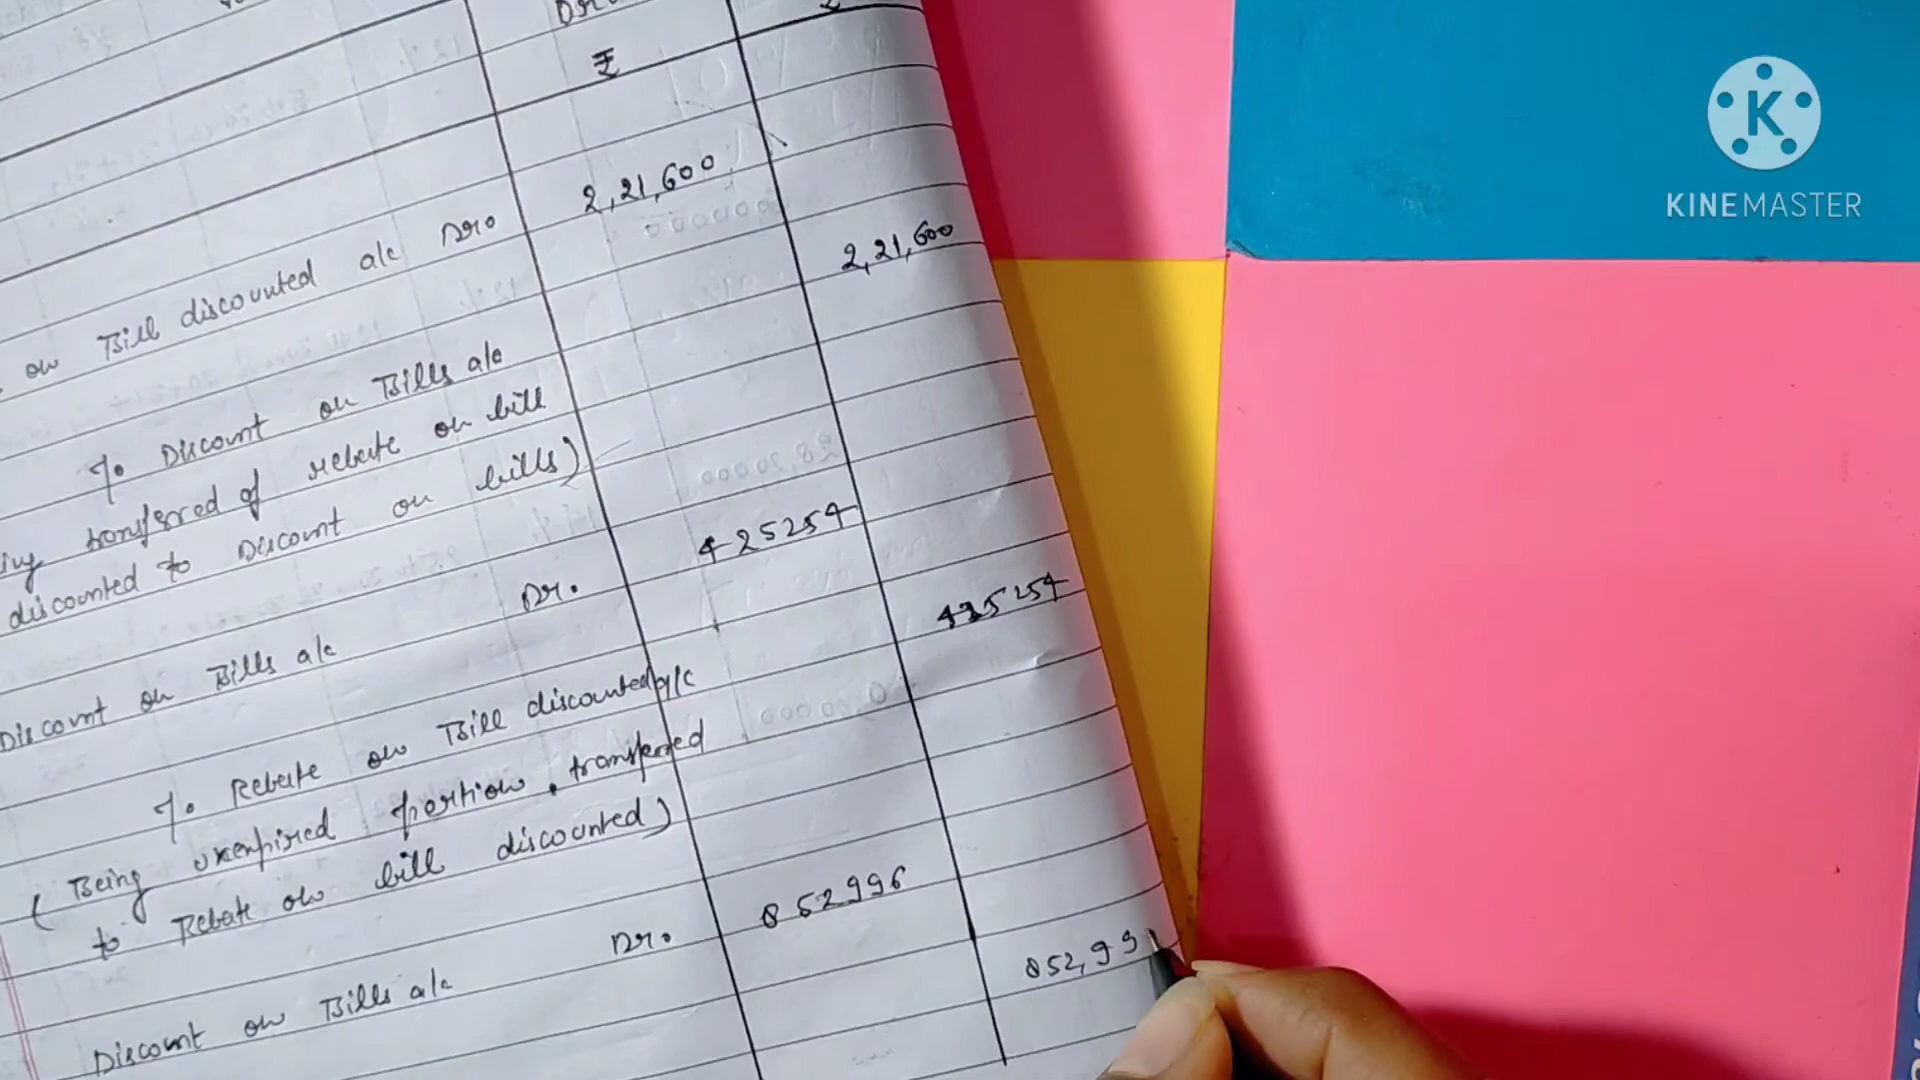 ₹
on Bill discounted a/c Dr. 2,21,600
To Discount on Bills a/c 2,21,600
transferred of rebate on bill
discounted to Discount on bills)
Discount on Bills a/c Dr. 425254
To Rebate on Bill discounted a/c 425254
(Being unexpired portion transferred
to Rebate on bill discounted)
Discount on Bills a/c Dr. 852996
852,99
K
KINEMASTER